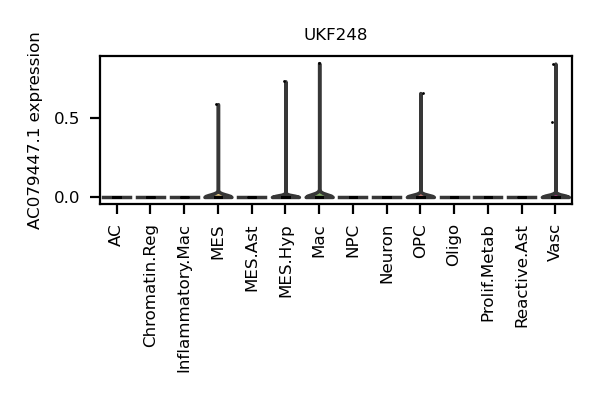 UKF248
AC079447.1 expression
0.5
0.0
AC
Chromatin.Reg
Inflammatory.Mac
MES
MES.Ast
MES.Hyp
Mac
NPC
Neuron
OPC
Oligo
Prolif.Metab
Reactive.Ast
Vasc